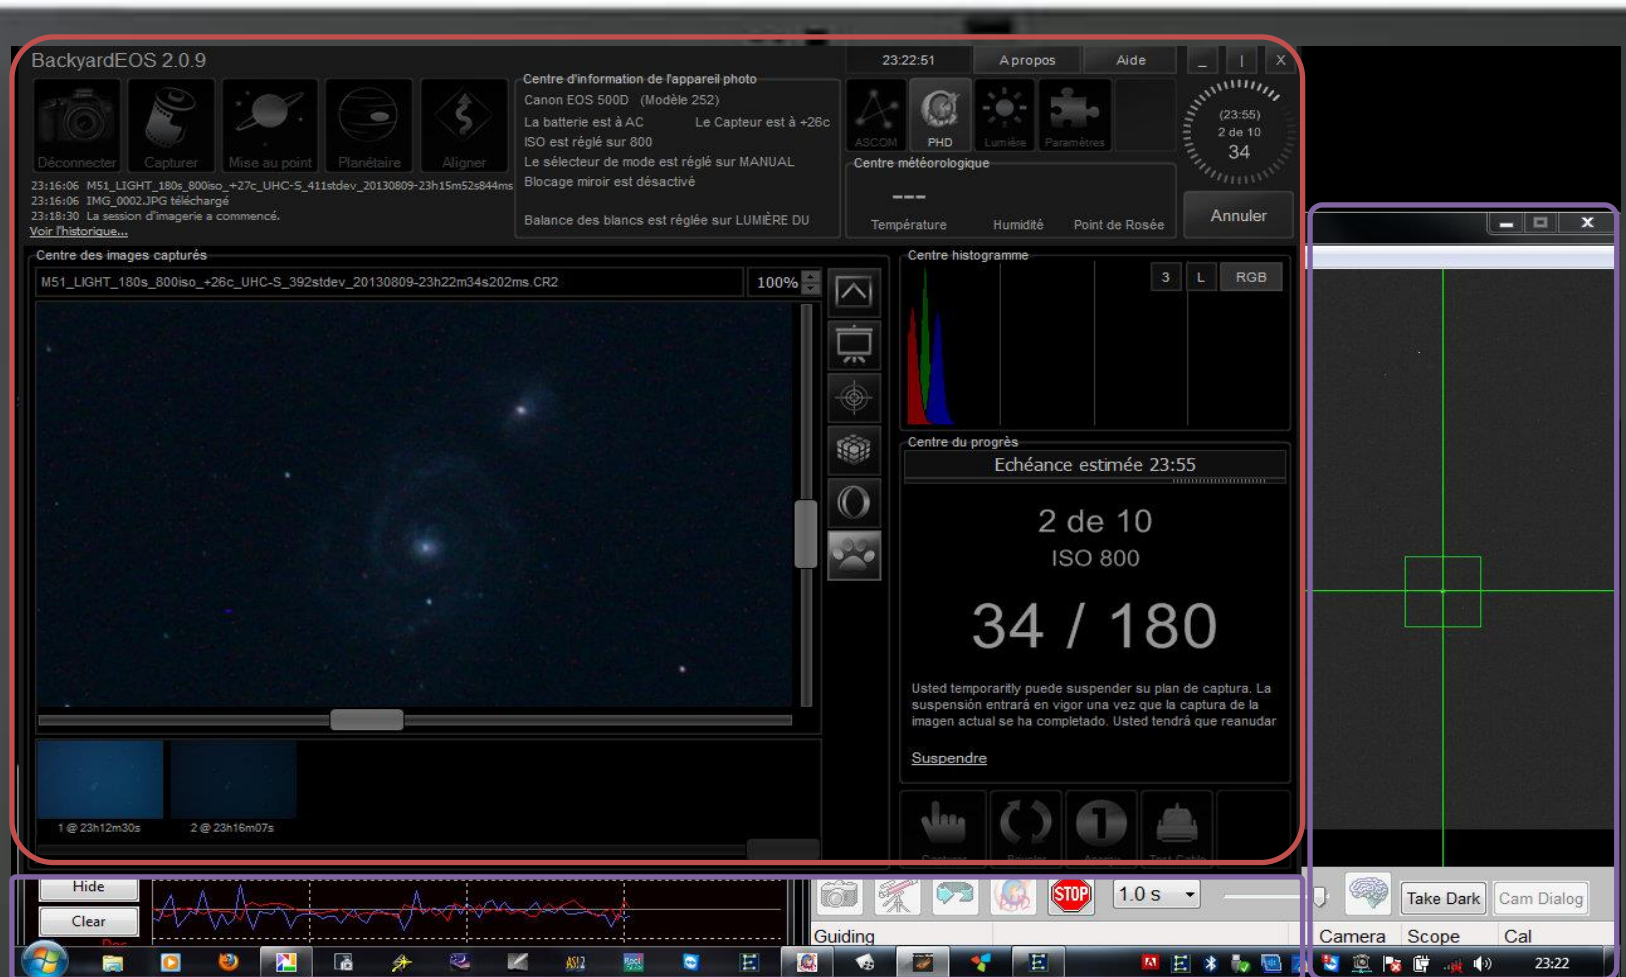 BackyardEOS 2.0.9
23:22:51
A propos
Aide
_ | X
Déconnecter
Capturer
Mise au point
Planétaire
Aligner
Centre d'information de l'appareil photo
Canon EOS 500D (Modèle 252)
La batterie est à AC Le Capteur est à +26c
ISO est réglé sur 800
Le sélecteur de mode est réglé sur MANUAL
Blocage miroir est désactivé
Balance des blancs est réglée sur LUMIÈRE DU
ASCOM
PHD
Lumière
Paramètres
(23:55)
2 de 10
34
Centre météorologique
---
Température
Humidité
Point de Rosée
Annuler
23:16:06 M51_LIGHT_180s_800iso_+27c_UHC-S_411stdev_20130809-23h15m52s844ms
23:16:06 IMG_0002.JPG téléchargé
23:18:30 La session d'imagerie a commencé.
Voir l'historique...
Centre des images capturés
M51_LIGHT_180s_800iso_+26c_UHC-S_392stdev_20130809-23h22m34s202ms.CR2
100%
Centre histogramme
3
L
RGB
Centre du progrès
Echéance estimée 23:55
2 de 10
ISO 800
34 / 180
Usted temporaritly puede suspender su plan de captura. La
suspensión entrará en vigor una vez que la captura de la
imagen actual se ha completado. Usted tendrá que reanudar
Suspendre
1 @ 23h12m30s
2 @ 23h16m07s
1
Test Cable
Hide
Clear
STOP
1.0 s
Take Dark
Cam Dialog
Guiding
Camera
Scope
Cal
AS!2
23:22